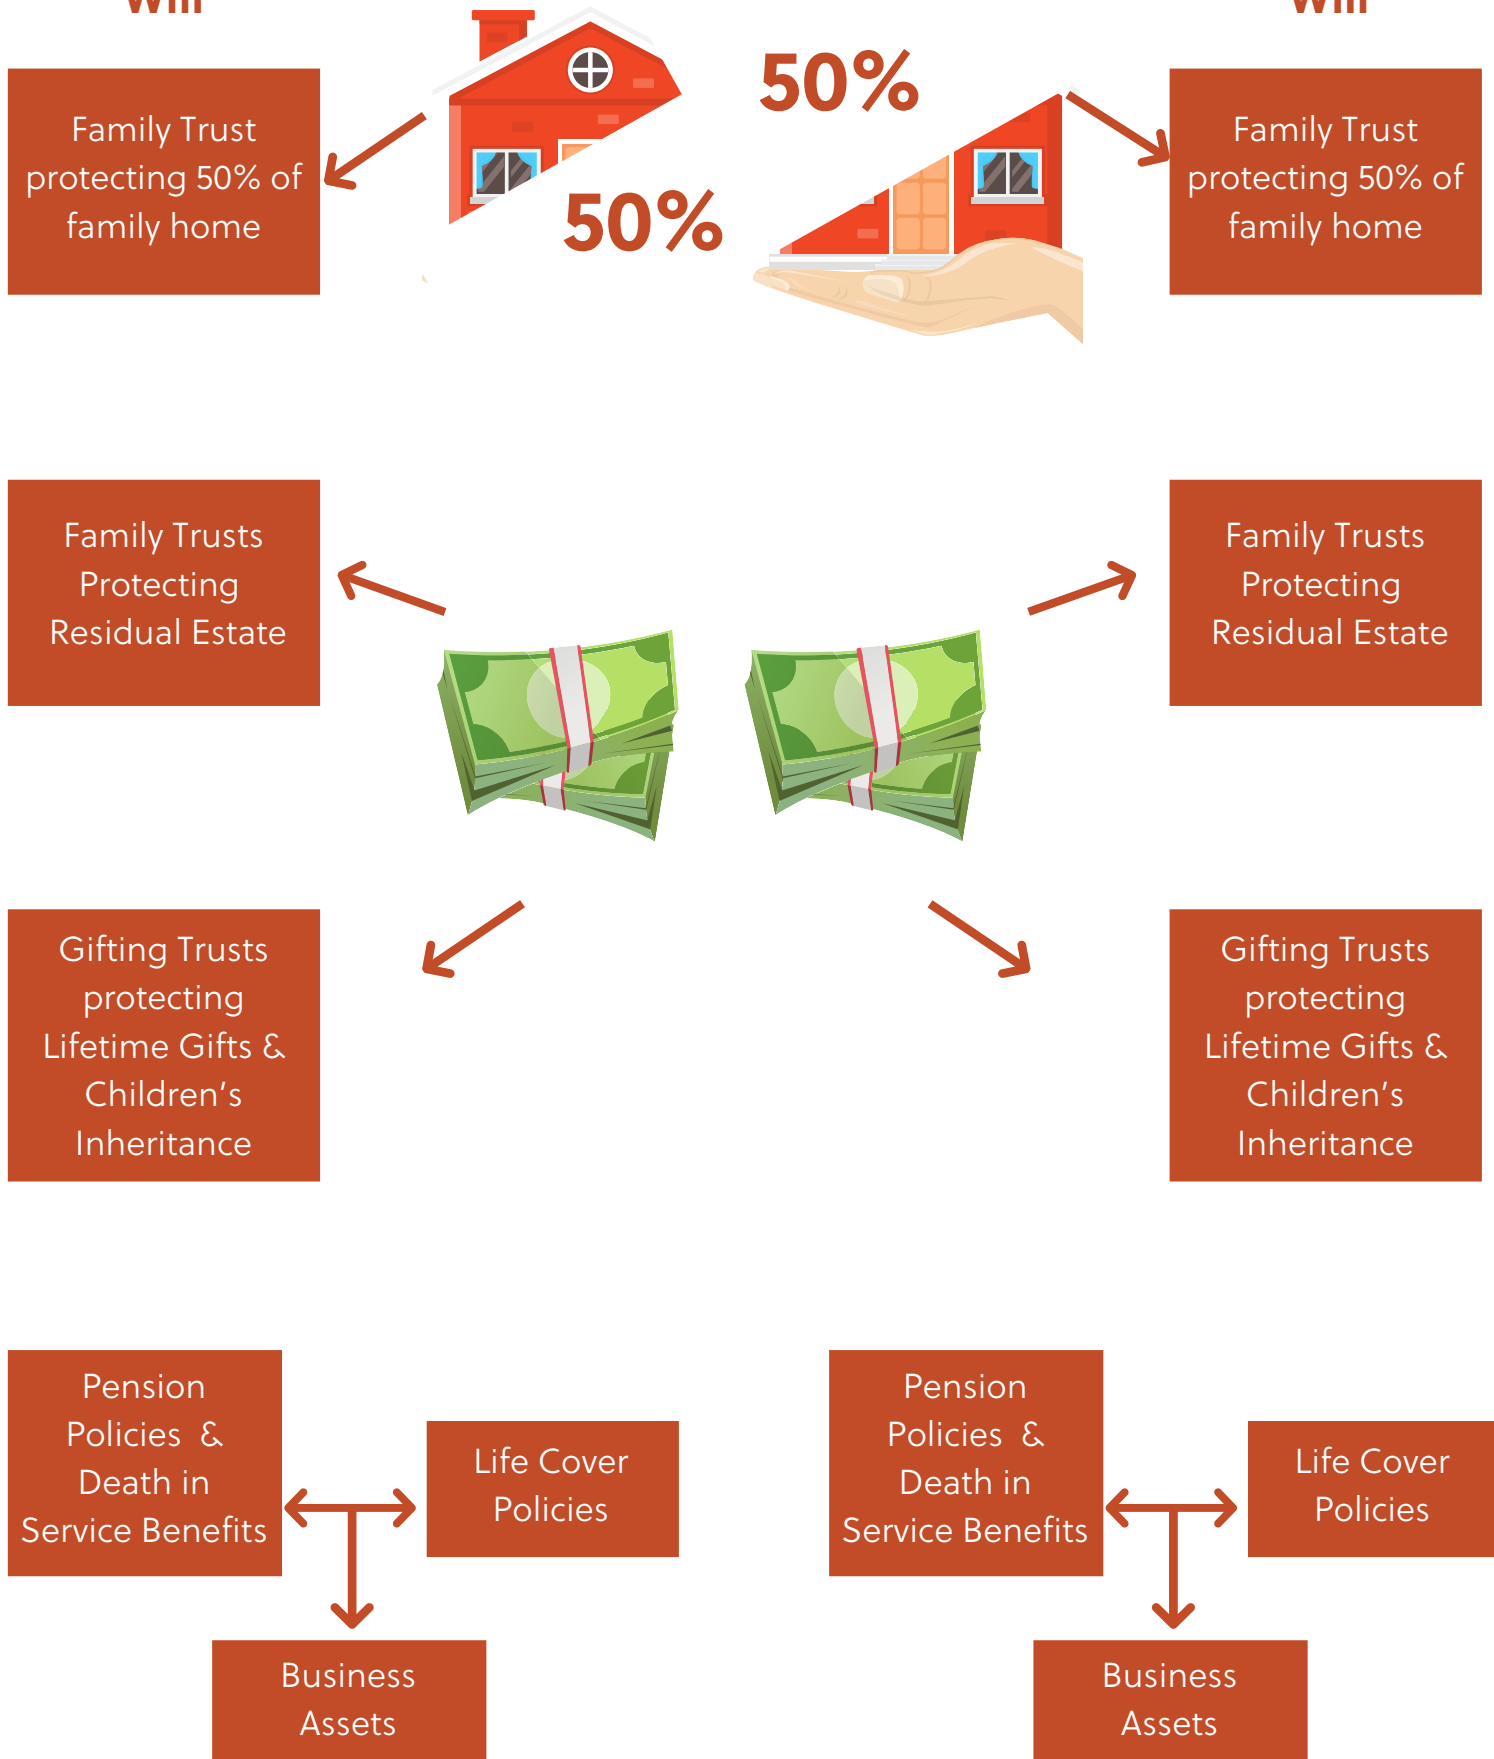 Will
Will
50%
50%
Family Trust
protecting 50% of
family home
Family Trust
protecting 50% of
family home
Family Trusts
Protecting
Residual Estate
Family Trusts
Protecting
Residual Estate
Gifting Trusts
protecting
Lifetime Gifts &
Children's
Inheritance
Gifting Trusts
protecting
Lifetime Gifts &
Children's
Inheritance
Pension
Policies &
Death in
Service Benefits
Life Cover
Policies
Business
Assets
Pension
Policies &
Death in
Service Benefits
Life Cover
Policies
Business
Assets